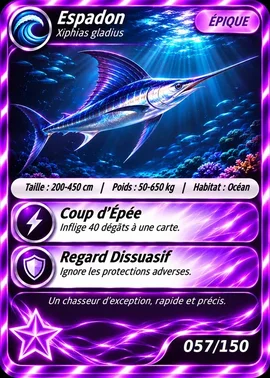 Espadon
Xiphias gladius
ÉPIQUE
Taille : 200-450 cm | Poids : 50-650 kg | Habitat : Océan
Coup d'Épée
Inflige 40 dégâts à une carte.
Regard Dissuasif
Ignore les protections adverses.
Un chasseur d'exception, rapide et précis.
057/150